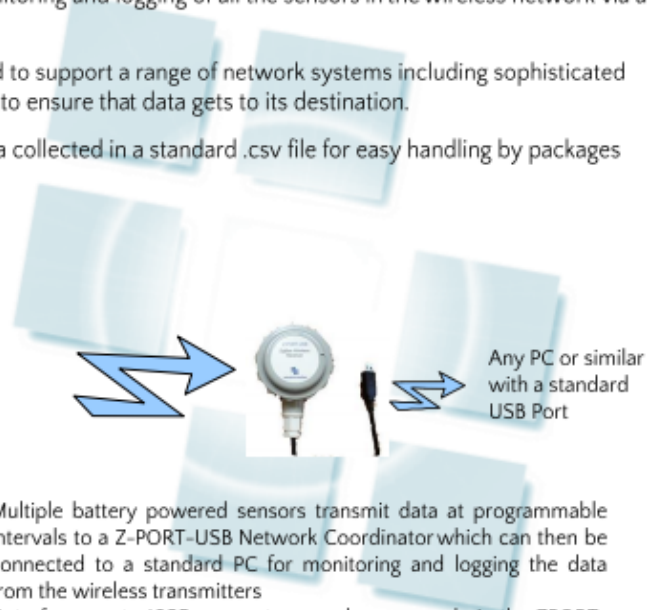 and logging of all the sensors in the wireless network via a
to support a range of network systems including sophisticated
to ensure that data gets to its destination.
a collected in a standard .csv file for easy handling by packages
Any PC or similar
with a standard
USB Port
Multiple battery powered sensors transmit data at programmable
ntervals to a Z-PORT-USB Network Coordinator which can then be
onnected to a standard PC for monitoring and logging the data
rom the wireless transmitters